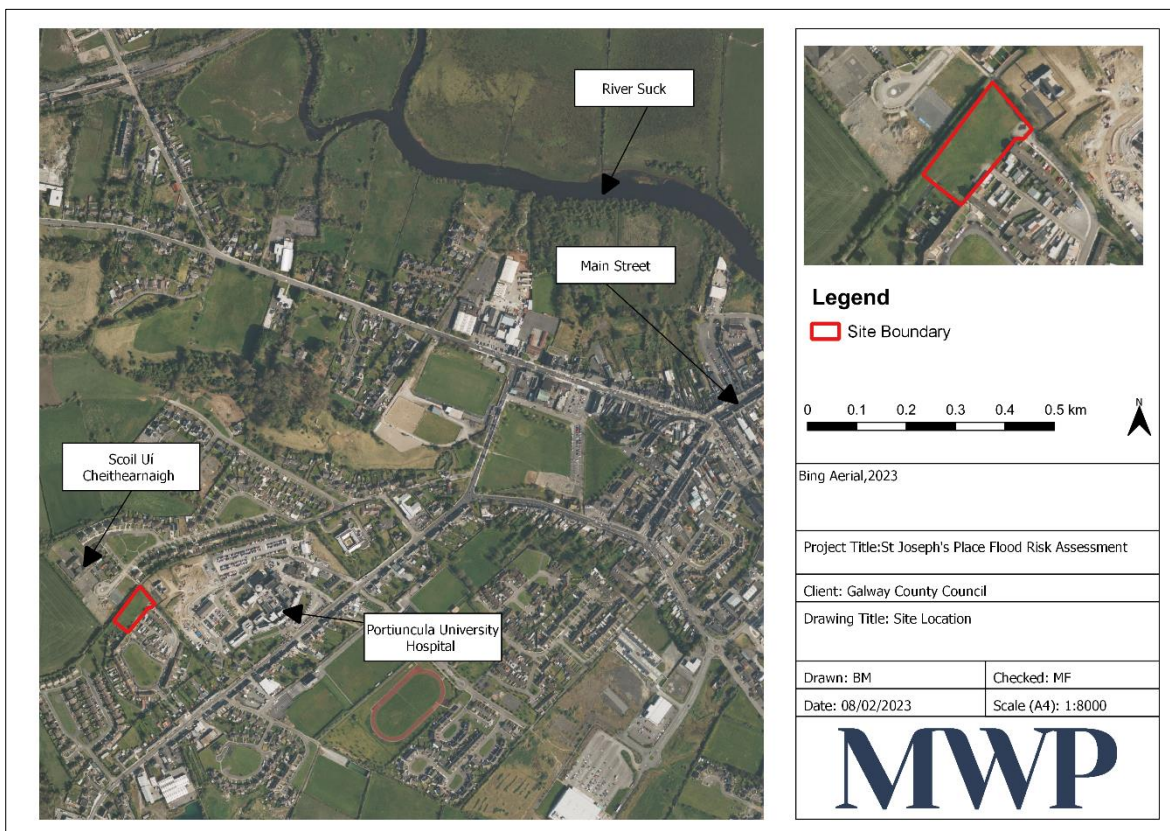 River Suck
Main Street
Scoil Uí
Cheithearnaigh
Portiuncula University
Hospital
Legend
Site Boundary
0 0.1 0.2 0.3 0.4 0.5 km
N
Bing Aerial,2023
Project Title:St Joseph's Place Flood Risk Assessment
Client: Galway County Council
Drawing Title: Site Location
Drawn: BM
Checked: MF
Date: 08/02/2023
Scale (A4): 1:8000
MWP